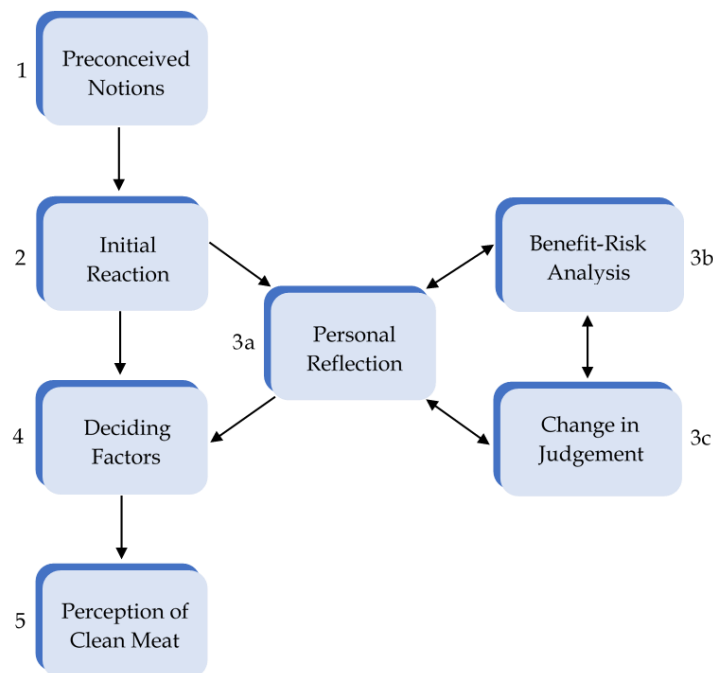 1
Preconceived
Notions
2
Initial
Reaction
3a
Personal
Reflection
Benefit-Risk
Analysis
3b
Change in
Judgement
3c
4
Deciding
Factors
5
Perception of
Clean Meat